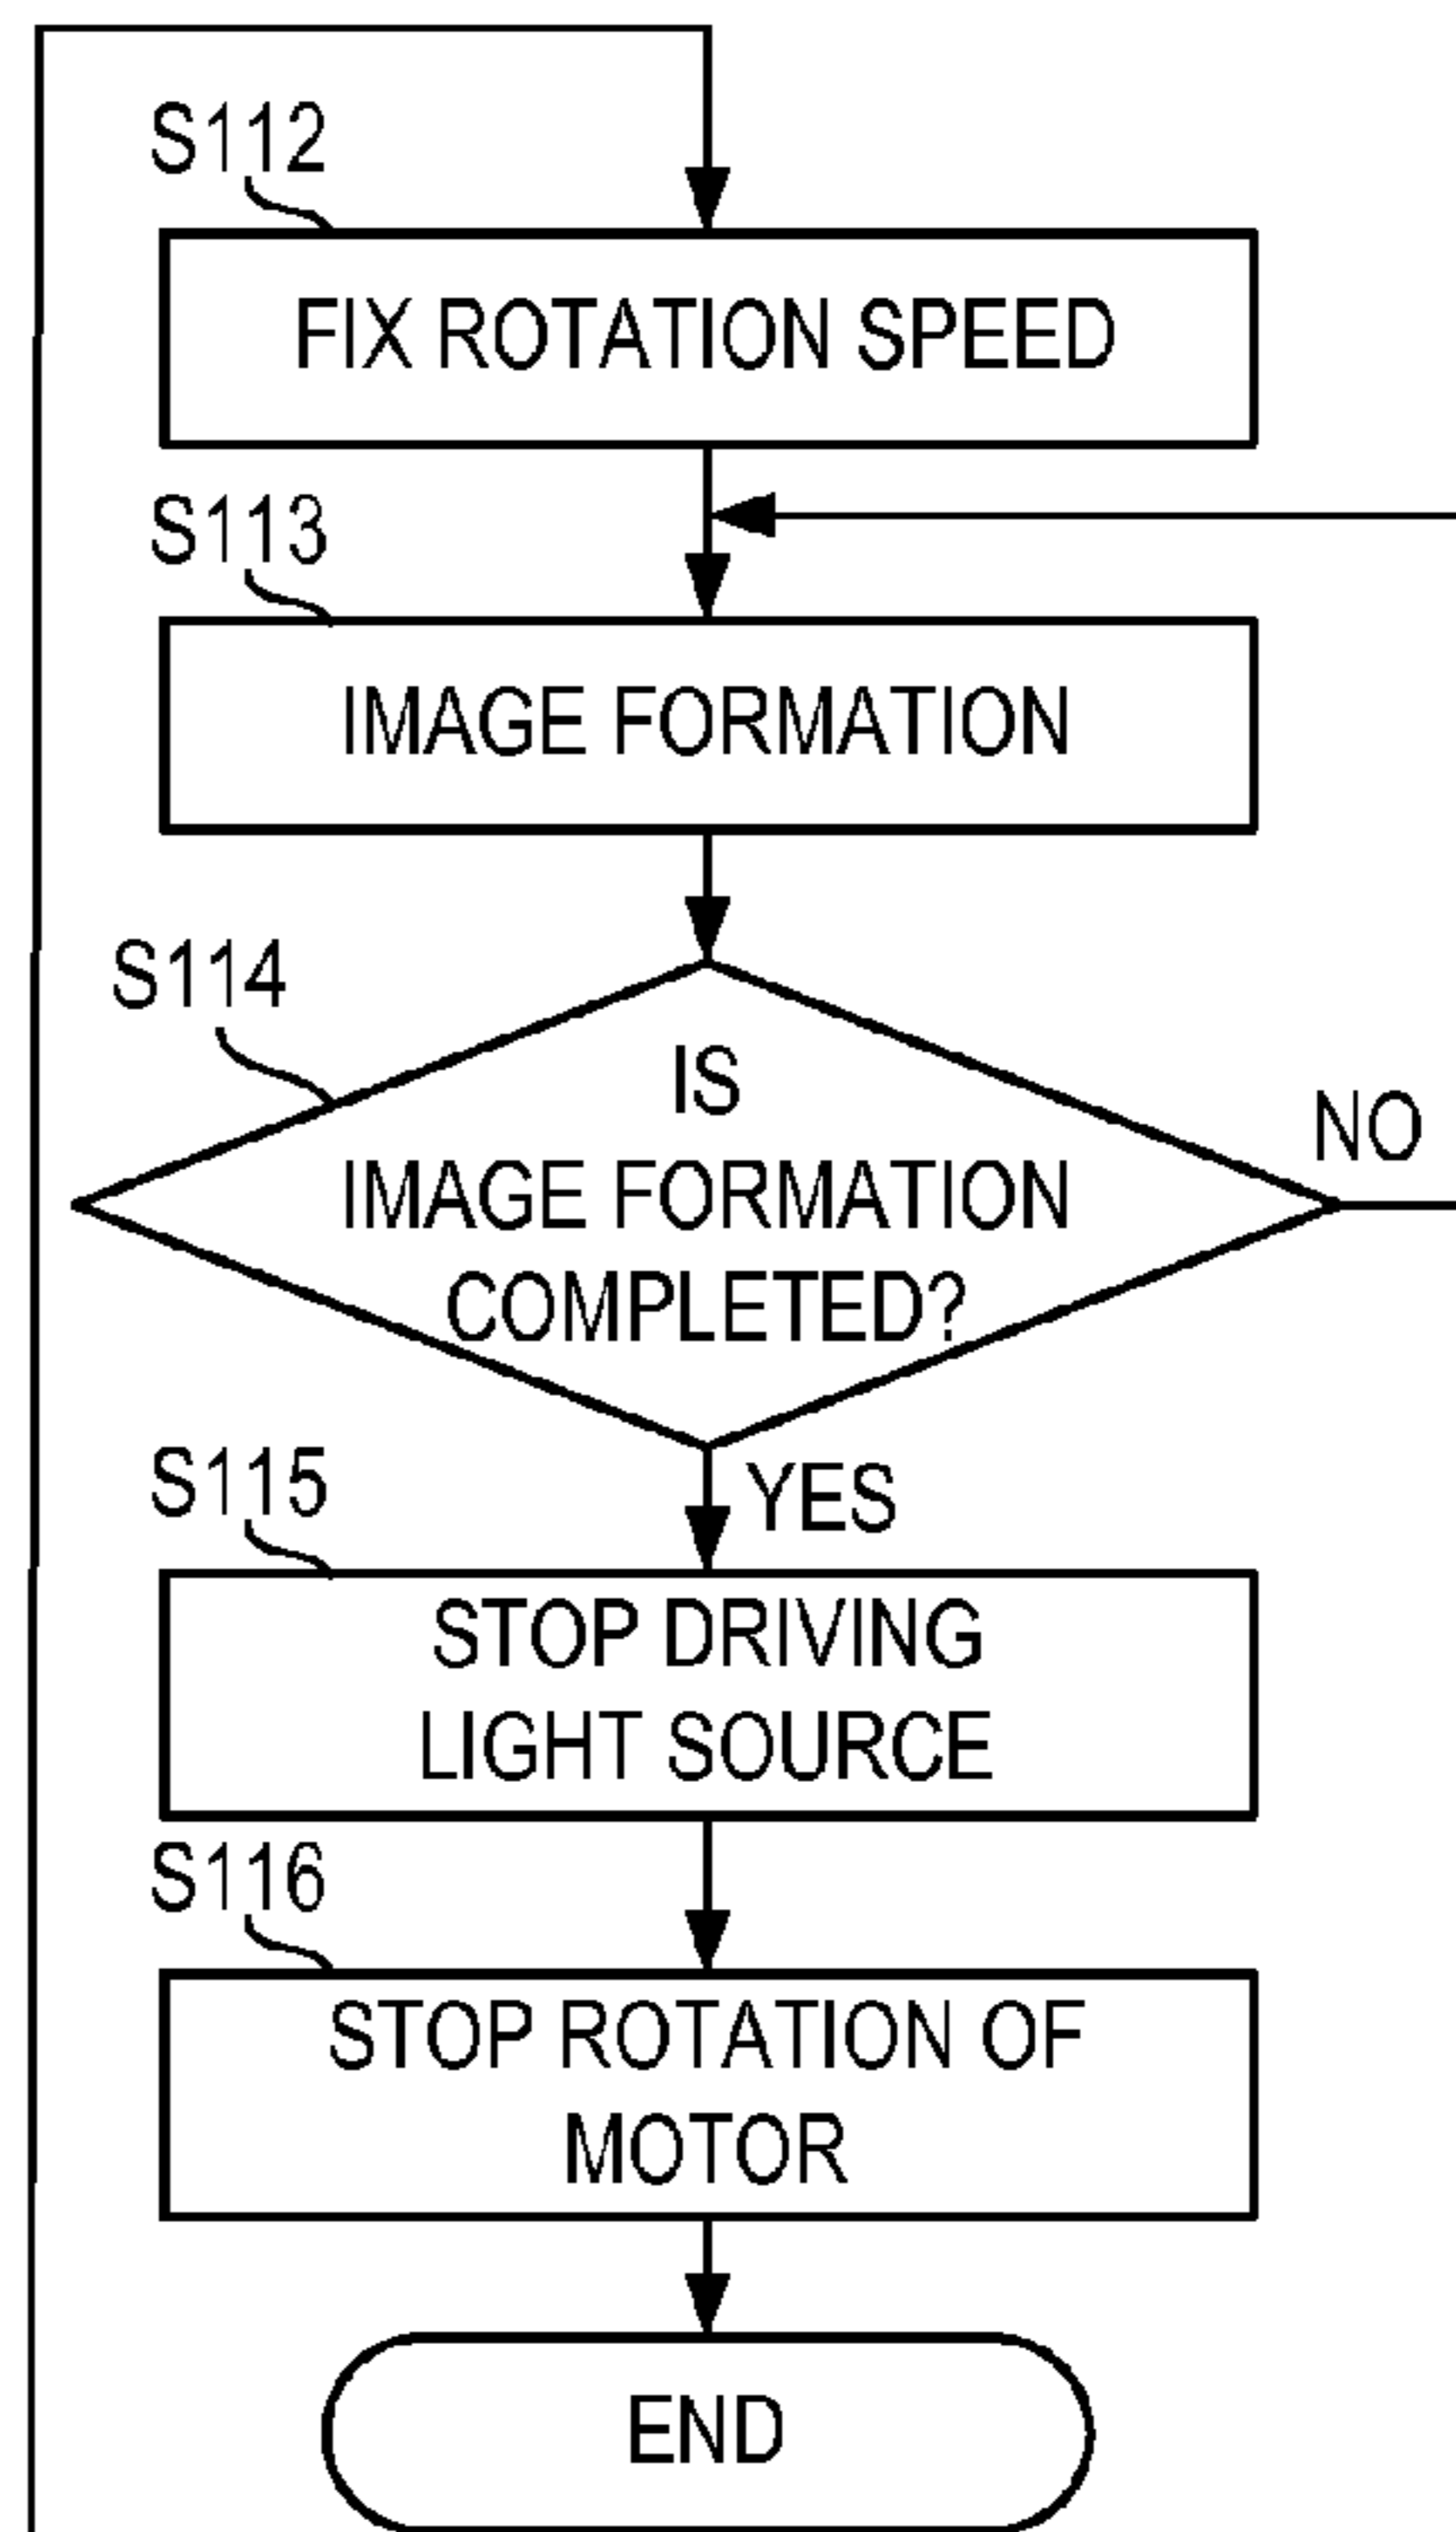 S112
FIX ROTATION SPEED
S113
IMAGE FORMATION
S114
IS
IMAGE FORMATION
COMPLETED?
NO
YES
S115
STOP DRIVING
LIGHT SOURCE
S116
STOP ROTATION OF
MOTOR
END